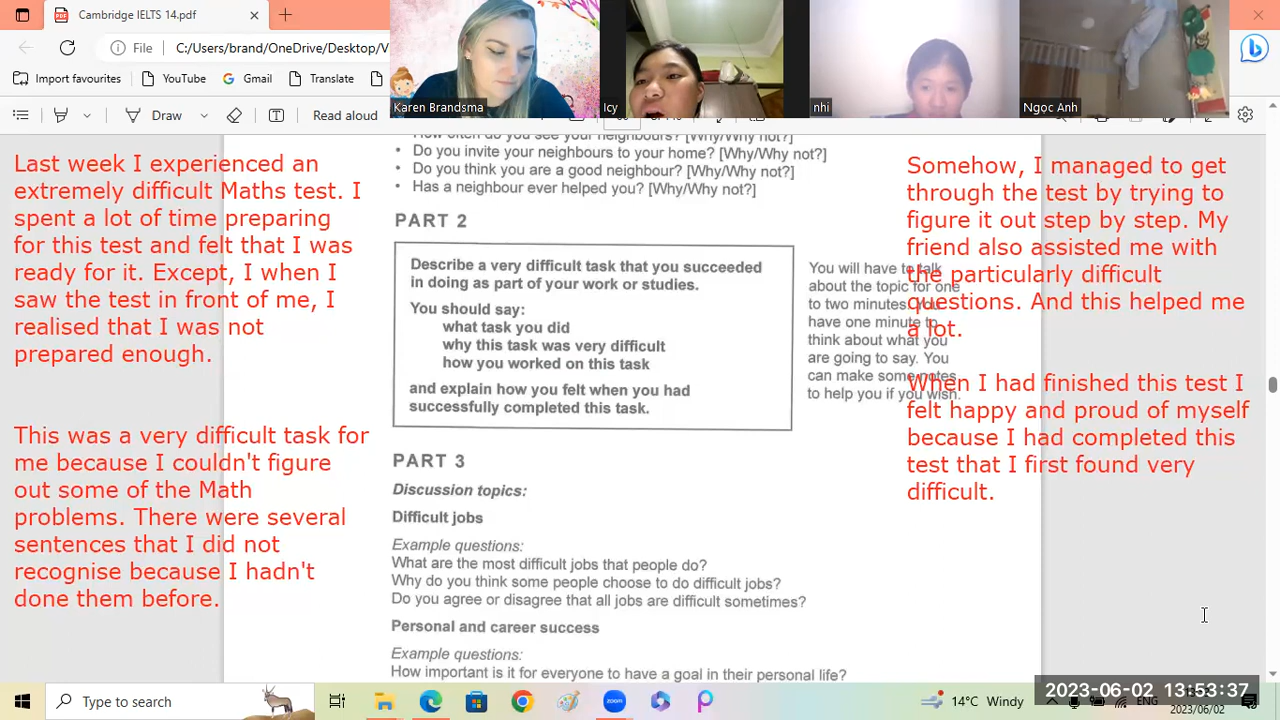 Cambridge IELTS 14.pdf
File
C:/Users/brand/OneDrive/Desktop/V
Import favourites
YouTube
Gmail
Translate
Draw
Read aloud
Karen Brandsma
Icy
nhi
Ngọc Anh
How often do you see your neighbours? [Why/Why not?]
• Do you invite your neighbours to your home? [Why/Why not?]
• Do you think you are a good neighbour? [Why/Why not?]
• Has a neighbour ever helped you? [Why/Why not?]
PART 2
Describe a very difficult task that you succeeded
in doing as part of your work or studies.
You should say:
what task you did
why this task was very difficult
how you worked on this task
and explain how you felt when you had
successfully completed this task.
You will have to talk
about the topic for one
to two minutes. You
have one minute to
think about what you
are going to say. You
can make some notes
to help you if you wish.
PART 3
Discussion topics:
Difficult jobs
Example questions:
What are the most difficult jobs that people do?
Why do you think some people choose to do difficult jobs?
Do you agree or disagree that all jobs are difficult sometimes?
Personal and career success
Example questions:
How important is it for everyone to have a goal in their personal life?
Last week I experienced an
extremely difficult Maths test. I
spent a lot of time preparing
for this test and felt that I was
ready for it. Except, I when I
saw the test in front of me, I
realised that I was not
prepared enough.
This was a very difficult task for
me because I couldn't figure
out some of the Math
problems. There were several
sentences that I did not
recognise because I hadn't
done them before.
Somehow, I managed to get
through the test by trying to
figure it out step by step. My
friend also assisted me with
the particularly difficult
questions. And this helped me
a lot.
When I had finished this test I
felt happy and proud of myself
because I had completed this
test that I first found very
difficult.
Type here to search
14°C Windy
ENG
2023-06-02 13:53:37
2023/06/02